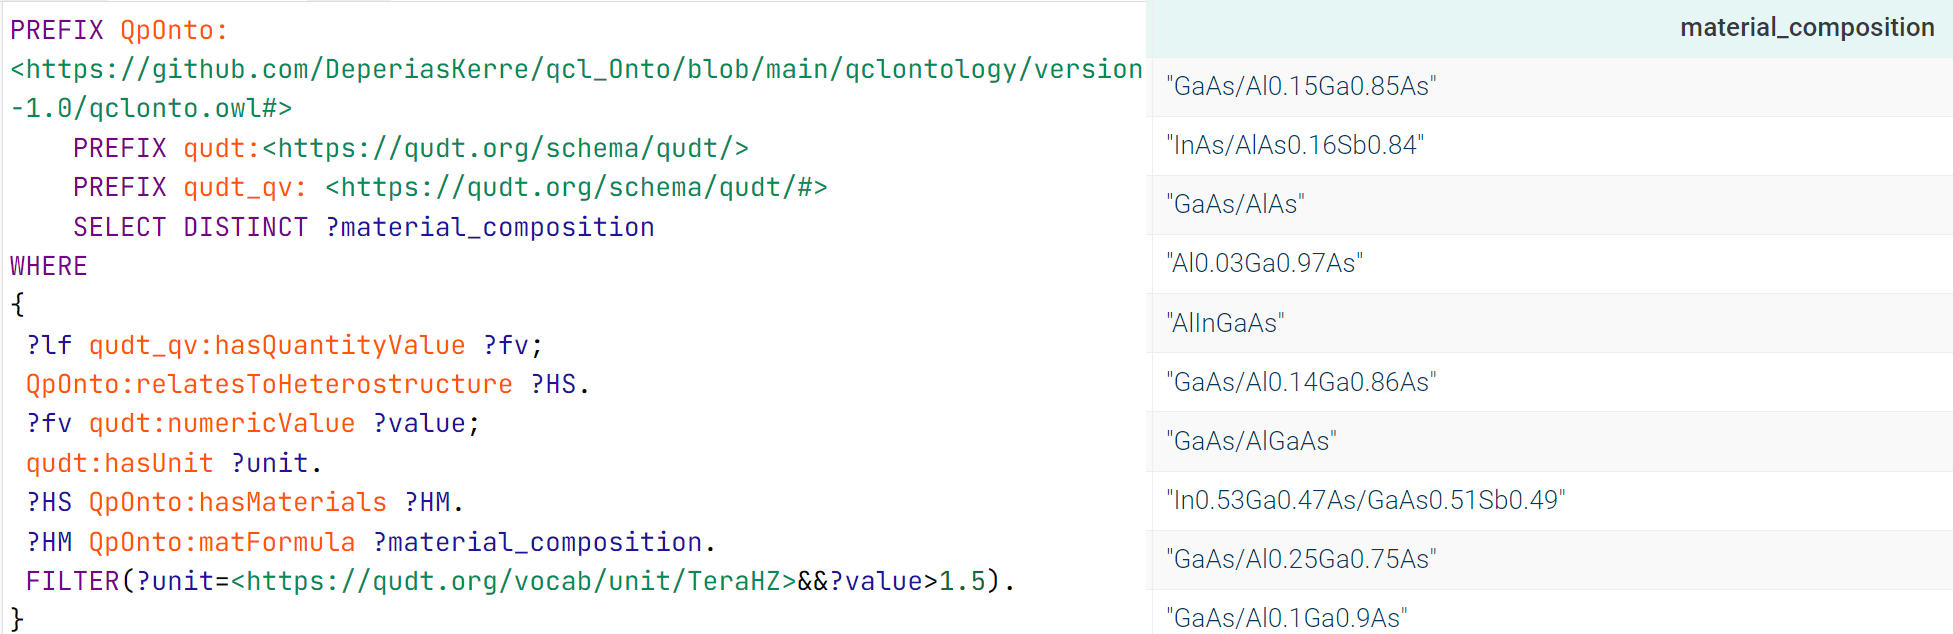 PREFIX QpOnto:
<https://github.com/DeperiasKerre/qcl_Onto/blob/main/qclontology/version
-1.0/qclonto.owl#>
PREFIX qudt:<https://qudt.org/schema/qudt/>
PREFIX qudt_qv: <https://qudt.org/schema/qudt/#>
SELECT DISTINCT ?material_composition
WHERE
{
?lf qudt_qv:hasQuantityValue ?fv;
QpOnto:relatesToHeterostructure ?HS.
?fv qudt:numericValue ?value;
qudt:hasUnit ?unit.
?HS QpOnto:hasMaterials ?HM.
?HM QpOnto:matFormula ?material_composition.
FILTER(?unit=<https://qudt.org/vocab/unit/TeraHZ>&&?value>1.5).
}
material_composition
"GaAs/Al0.15Ga0.85As"
"InAs/AlAs0.16Sb0.84"
"GaAs/AlAs"
"Al0.03Ga0.97As"
"AlInGaAs"
"GaAs/Al0.14Ga0.86As"
"GaAs/AlGaAs"
"In0.53Ga0.47As/GaAs0.51Sb0.49"
"GaAs/Al0.25Ga0.75As"
"GaAs/Al0.1Ga0.9As"